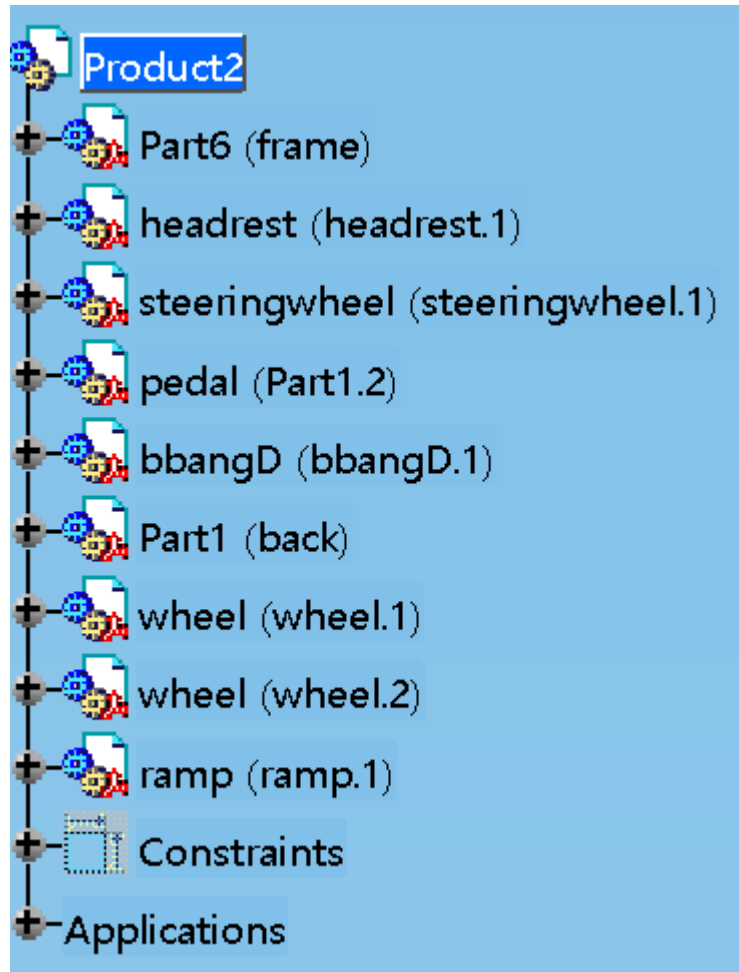 Product2
Part6 (frame)
headrest (headrest.1)
steeringwheel (steeringwheel.1)
pedal (Part1.2)
bbangD (bbangD.1)
Part1 (back)
wheel (wheel.1)
wheel (wheel.2)
ramp (ramp.1)
Constraints
Applications